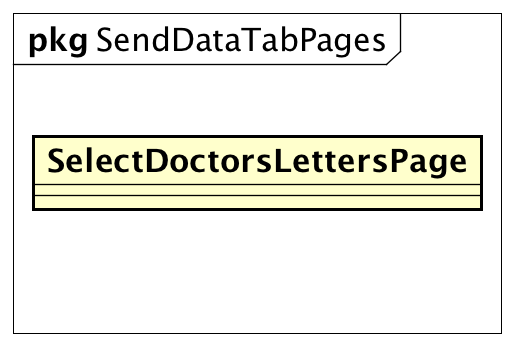 pkg SendDataTabPages
SelectDoctorsLettersPage